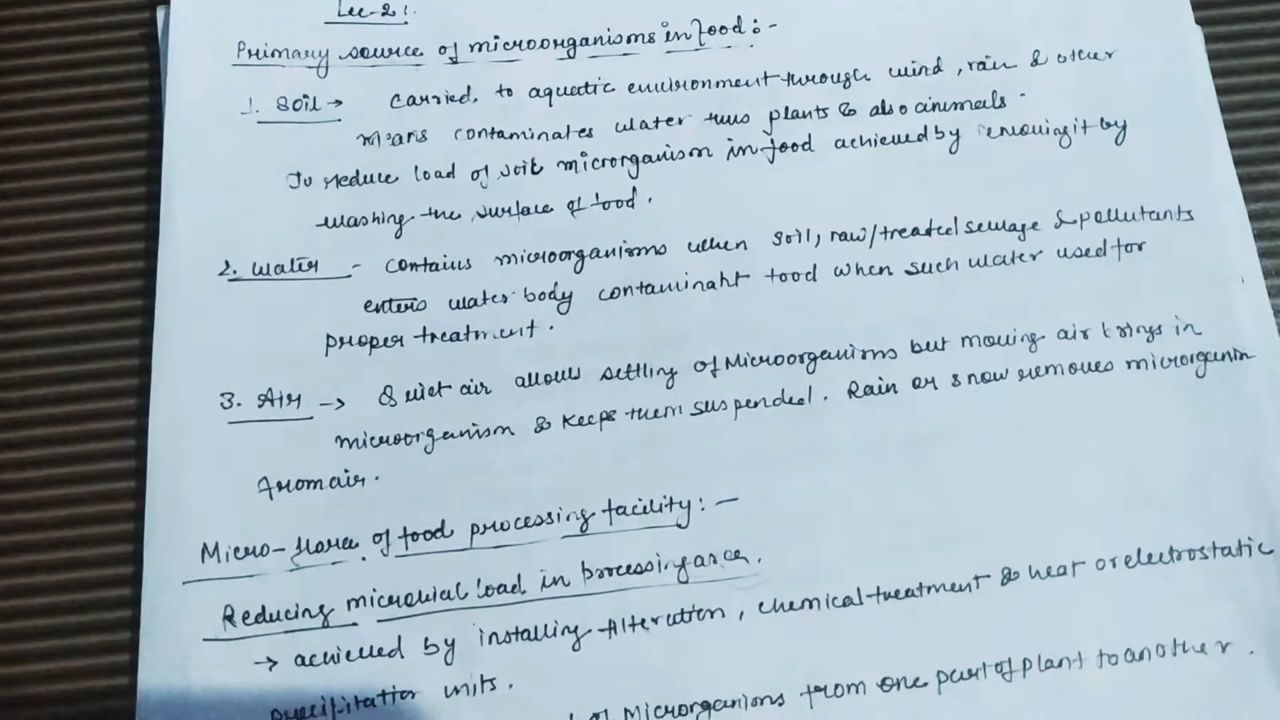 Lec-2:
Primary source of microorganisms in food:-
1. Soil → Carried, to aquatic environment through wind, rain & other
means contaminates water thus plants & also animals.
To reduce load of soil microrganism in food achieved by removing it by
washing the surface of food.
2. Water - contains microorganisms when soil, raw/treated sewage & pollutants
enters water body contaminaht food when such water used for
proper treatment.
3. Air → Quiet air allows settling of Microorganisms but moving air brings in
microorganism & keeps them suspended. Rain or snow removes microrganism
from air.
Micro-flora of food processing facility:-
Reducing microbial load in processing area.
→ achieved by installing filteration, chemical treatment & heat or electrostatic
precipitation units.
of Microrganisms from one part of plant to another.